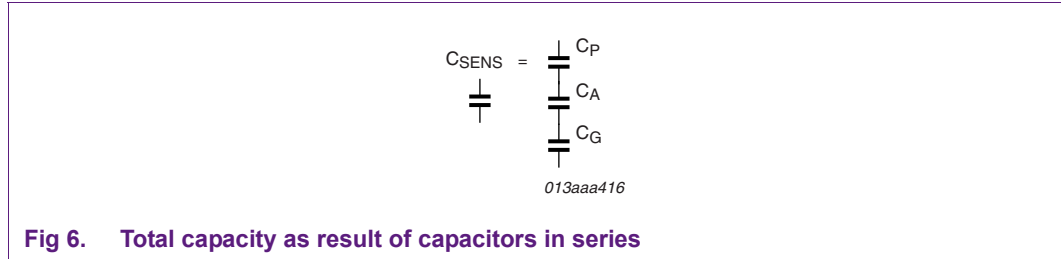 CSENS = CP
CA
CG
013aaa416
Fig 6. Total capacity as result of capacitors in series